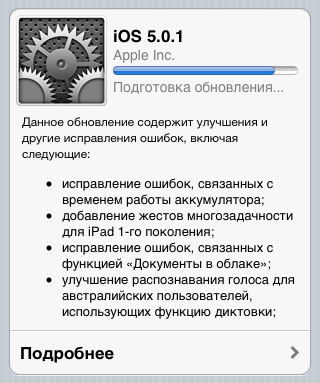 iOS 5.0.1
Apple Inc.
Подготовка обновления...
Данное обновление содержит улучшения и
другие исправления ошибок, включая
следующие:
• исправление ошибок, связанных с
временем работы аккумулятора;
• добавление жестов многозадачности
для iPad 1-го поколения;
• исправление ошибок, связанных с
функцией «Документы в облаке»;
• улучшение распознавания голоса для
австралийских пользователей,
использующих функцию диктовки;
Подробнее